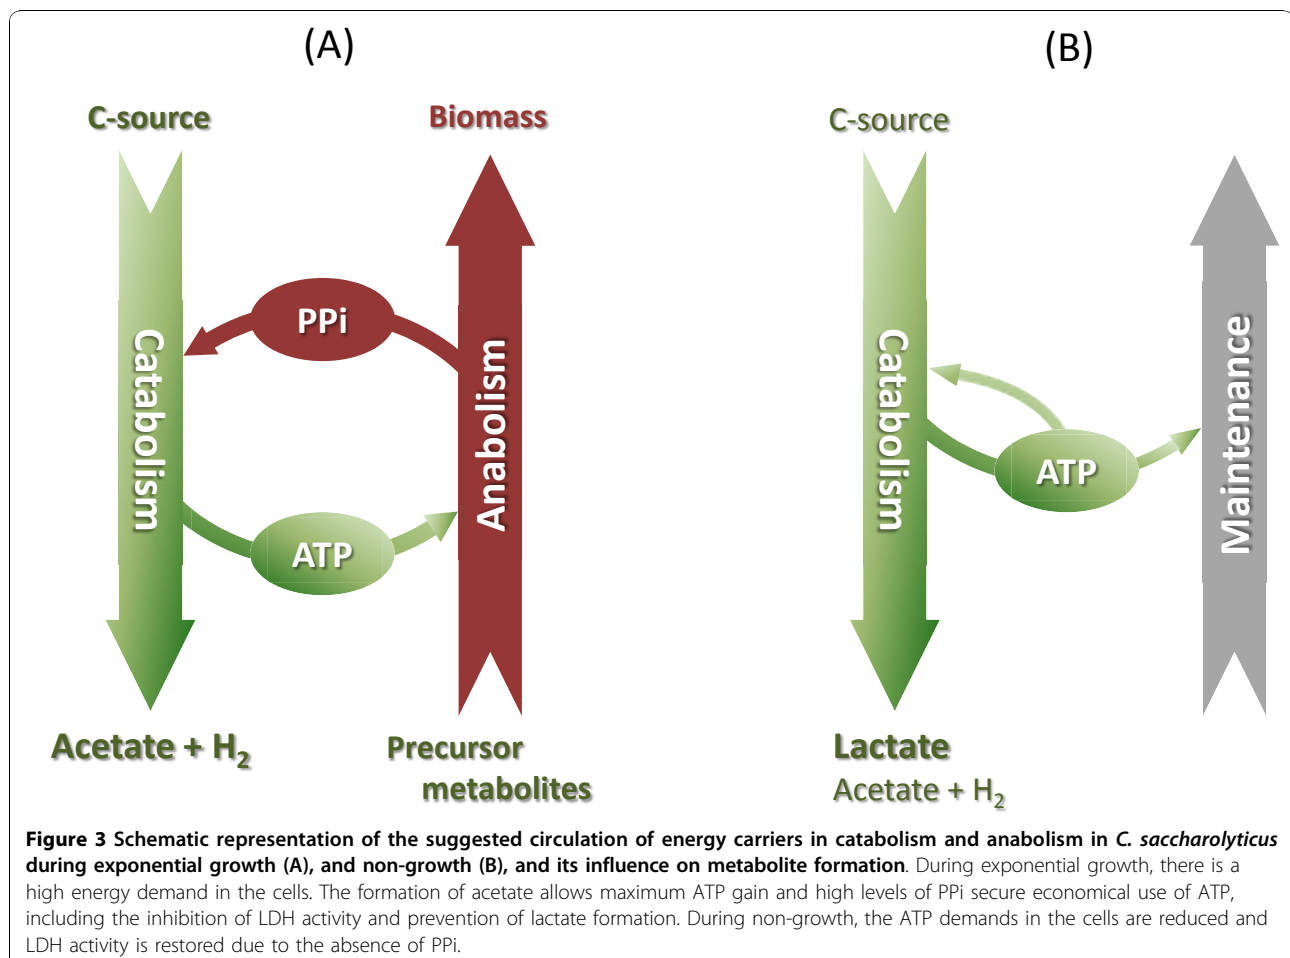 (A)
C-source
Biomass
PPi
Catabolism
Anabolism
ATP
Acetate + H₂
Precursor
metabolites
(B)
C-source
Catabolism
ATP
Maintenance
Lactate
Acetate + H₂
Figure 3 Schematic representation of the suggested circulation of energy carriers in catabolism and anabolism in C. saccharolyticus
during exponential growth (A), and non-growth (B), and its influence on metabolite formation. During exponential growth, there is a
high energy demand in the cells. The formation of acetate allows maximum ATP gain and high levels of PPi secure economical use of ATP,
including the inhibition of LDH activity and prevention of lactate formation. During non-growth, the ATP demands in the cells are reduced and
LDH activity is restored due to the absence of PPi.